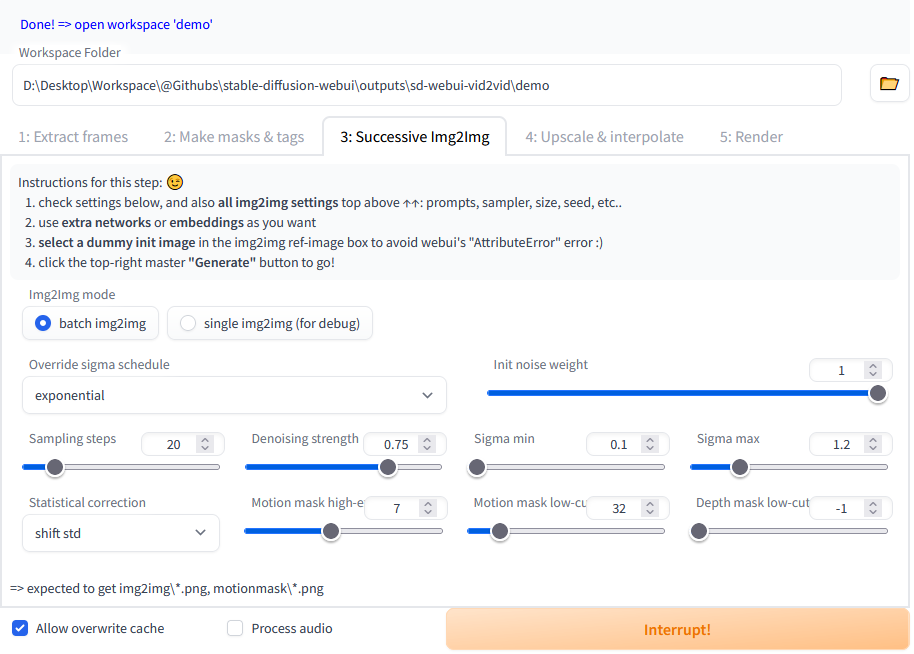 Done! => open workspace 'demo'
Workspace Folder
D:\Desktop\Workspace\@Githubs\stable-diffusion-webui\outputs\sd-webui-vid2vid\demo
1: Extract frames 2: Make masks & tags 3: Successive Img2Img 4: Upscale & interpolate 5: Render
Instructions for this step: 😉
1. check settings below, and also all img2img settings top above ↑↑: prompts, sampler, size, seed, etc..
2. use extra networks or embeddings as you want
3. select a dummy init image in the img2img ref-image box to avoid webui's "AttributeError" error :)
4. click the top-right master "Generate" button to go!
Img2Img mode
batch img2img single img2img (for debug)
Override sigma schedule Init noise weight 1
exponential
Sampling steps 20 Denoising strength 0.75 Sigma min 0.1 Sigma max 1.2
Statistical correction Motion mask high-e 7 Motion mask low-cu 32 Depth mask low-cut -1
shift std
=> expected to get img2img\*.png, motionmask\*.png
Allow overwrite cache Process audio Interrupt!